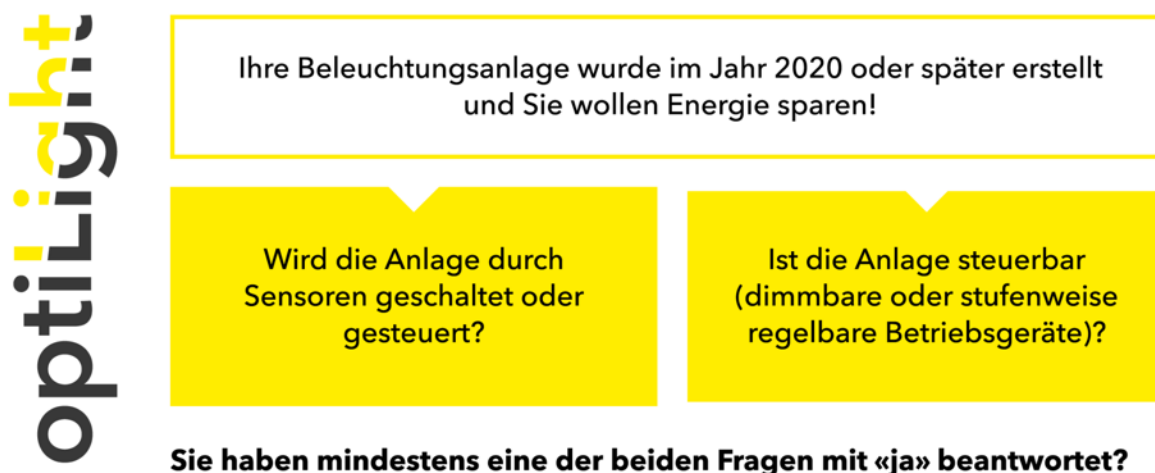 optiLight
Ihre Beleuchtungsanlage wurde im Jahr 2020 oder später erstellt
und Sie wollen Energie sparen!
Wird die Anlage durch
Sensoren geschaltet oder
gesteuert?
Ist die Anlage steuerbar
(dimmbare oder stufenweise
regelbare Betriebsgeräte)?
Sie haben mindestens eine der beiden Fragen mit «ja» beantwortet?